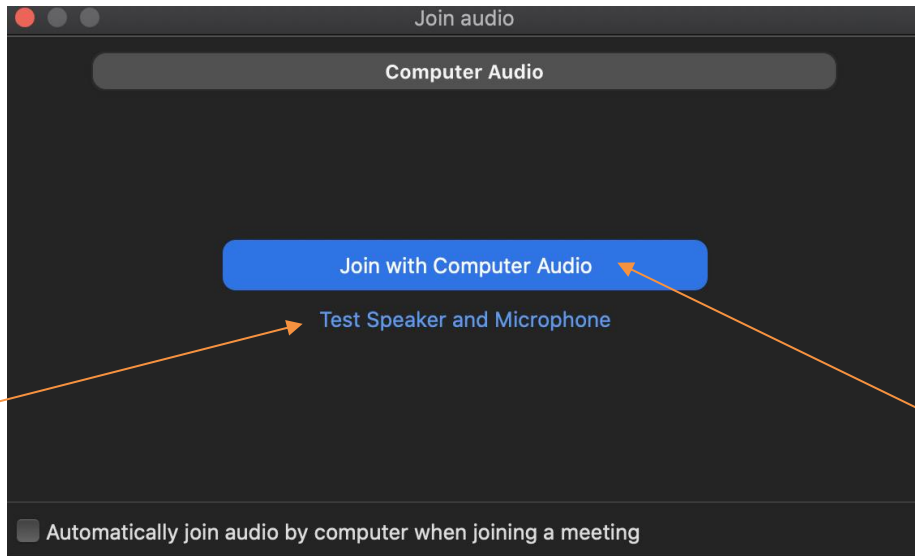 Join audio
Computer Audio
Join with Computer Audio
Test Speaker and Microphone
Automatically join audio by computer when joining a meeting